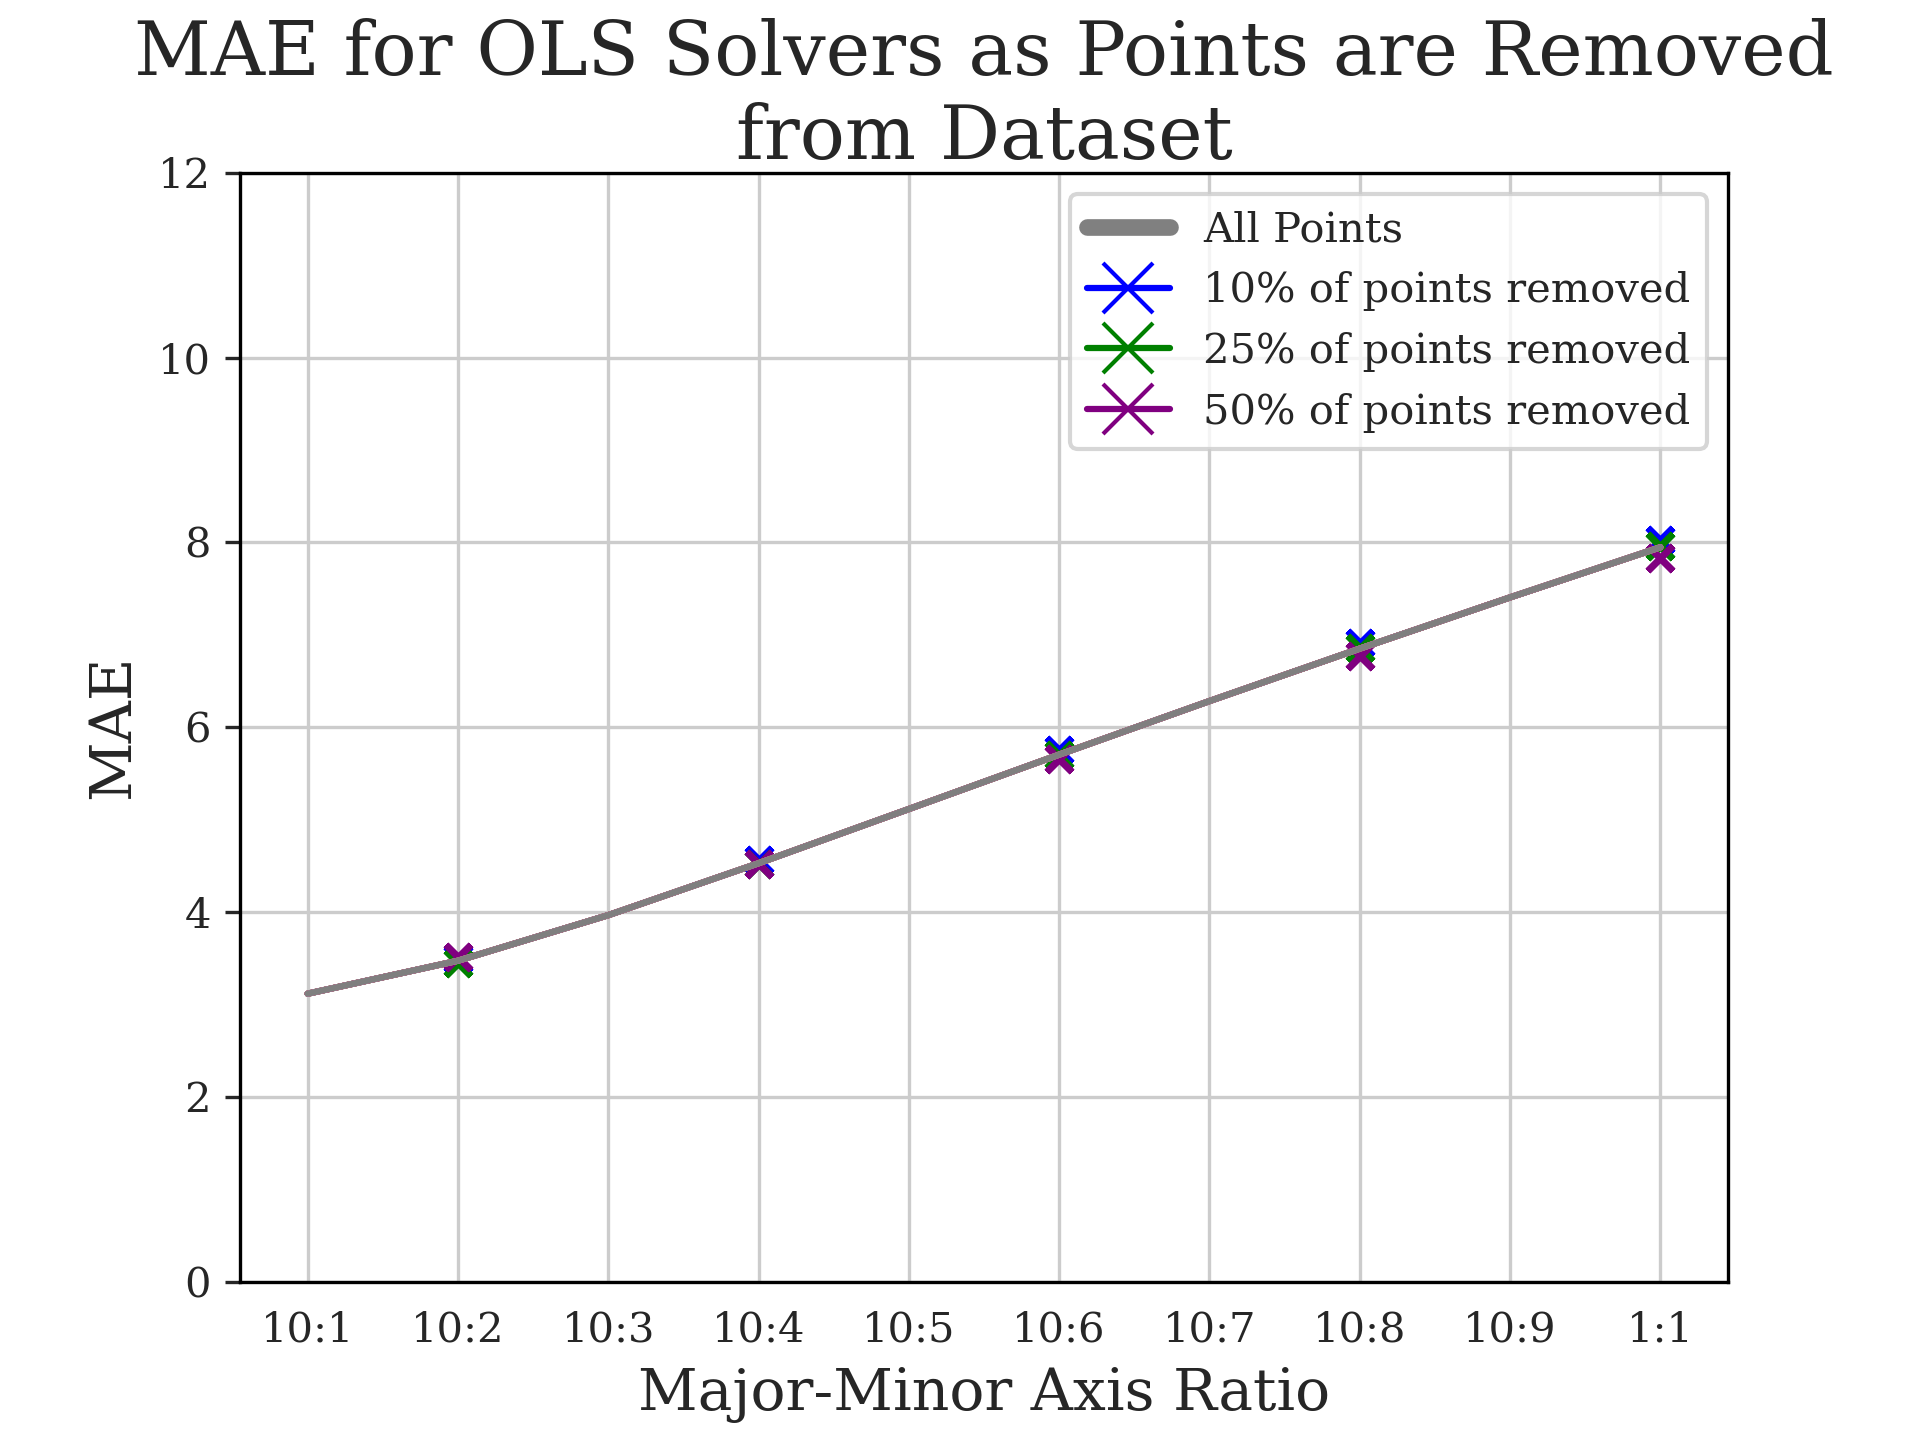 MAE for OLS Solvers as Points are Removed
from Dataset
12
10
8
6
4
2
0
MAE
All Points
10% of points removed
25% of points removed
50% of points removed
10:1 10:2 10:3 10:4 10:5 10:6 10:7 10:8 10:9 1:1
Major-Minor Axis Ratio